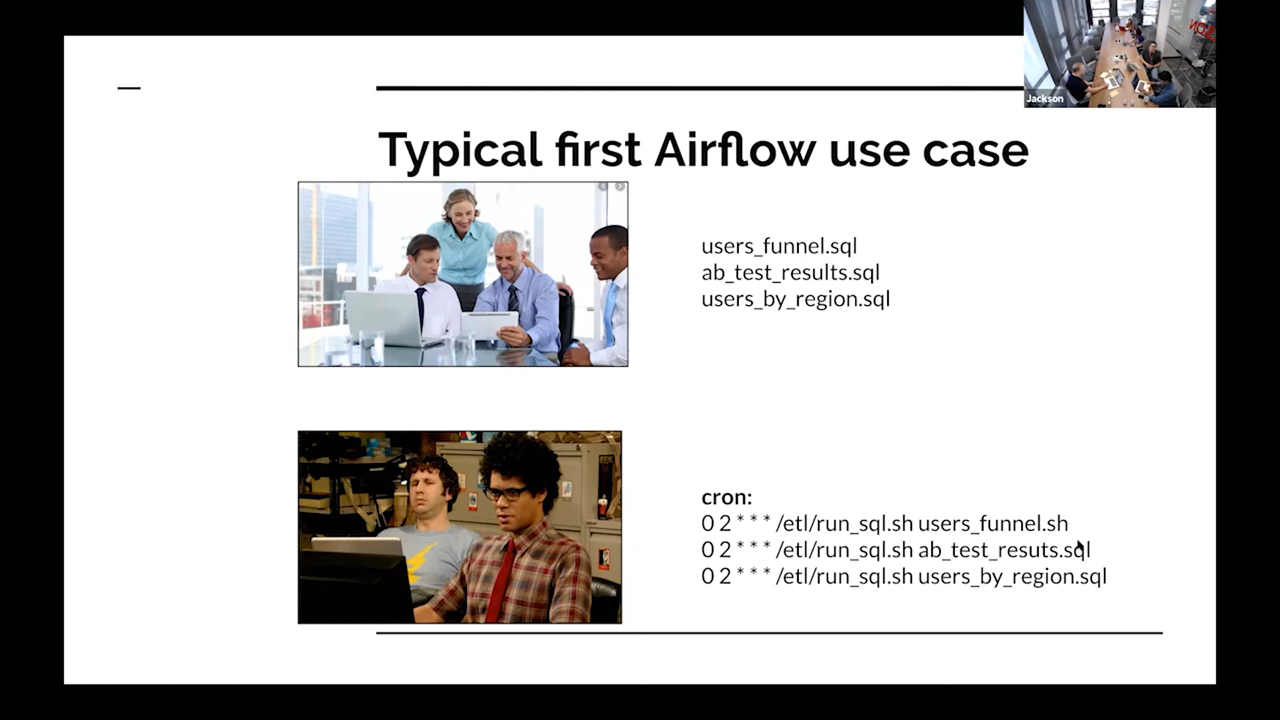 Jackson
Typical first Airflow use case
users_funnel.sql
ab_test_results.sql
users_by_region.sql
cron:
0 2 * * * /etl/run_sql.sh users_funnel.sh
0 2 * * * /etl/run_sql.sh ab_test_resuts.sql
0 2 * * * /etl/run_sql.sh users_by_region.sql